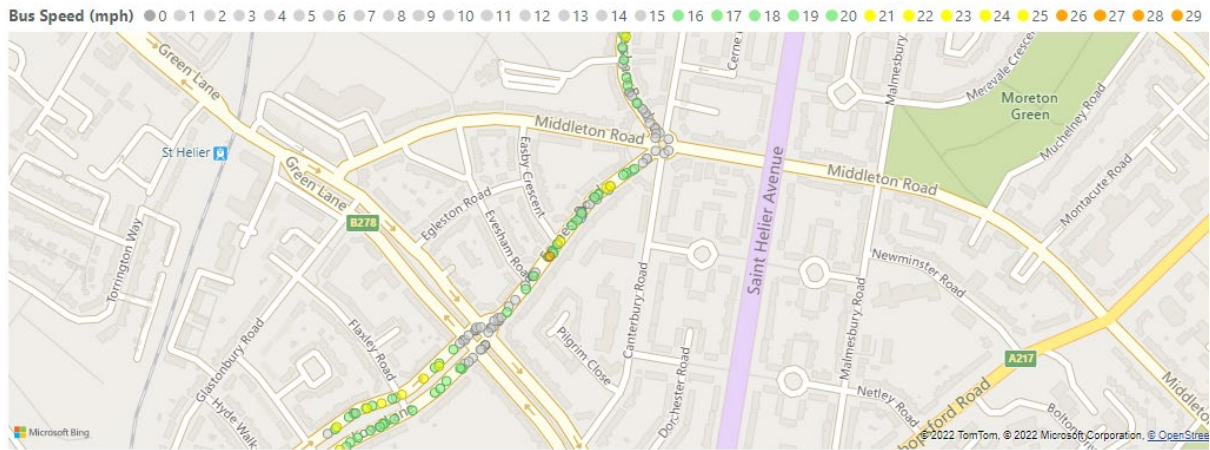 Bus Speed (mph) 0 1 2 3 4 5 6 7 8 9 10 11 12 13 14 15 16 17 18 19 20 21 22 23 24 25 26 27 28 29
Green Lane
Cerne
Malmesbury
Merevale Crescent
Moreton
Green
Muchelney Road
Middleton Road
St Helier
Easby Crescent
Green Lane
Middleton Road
Montacute Road
B278
Egleston Road
Evesham Road
Saint Helier Avenue
Torrington Way
Newminster Road
Canterbury Road
Malmesbury Road
Flaxley Road
Pilgrim Close
A217
Glastonbury Road
Dorchester Road
Netley Road
Middleton
Hyde Walk
Lane
Bolton
Microsoft Bing
© 2022 TomTom, © 2022 Microsoft Corporation, © OpenStree